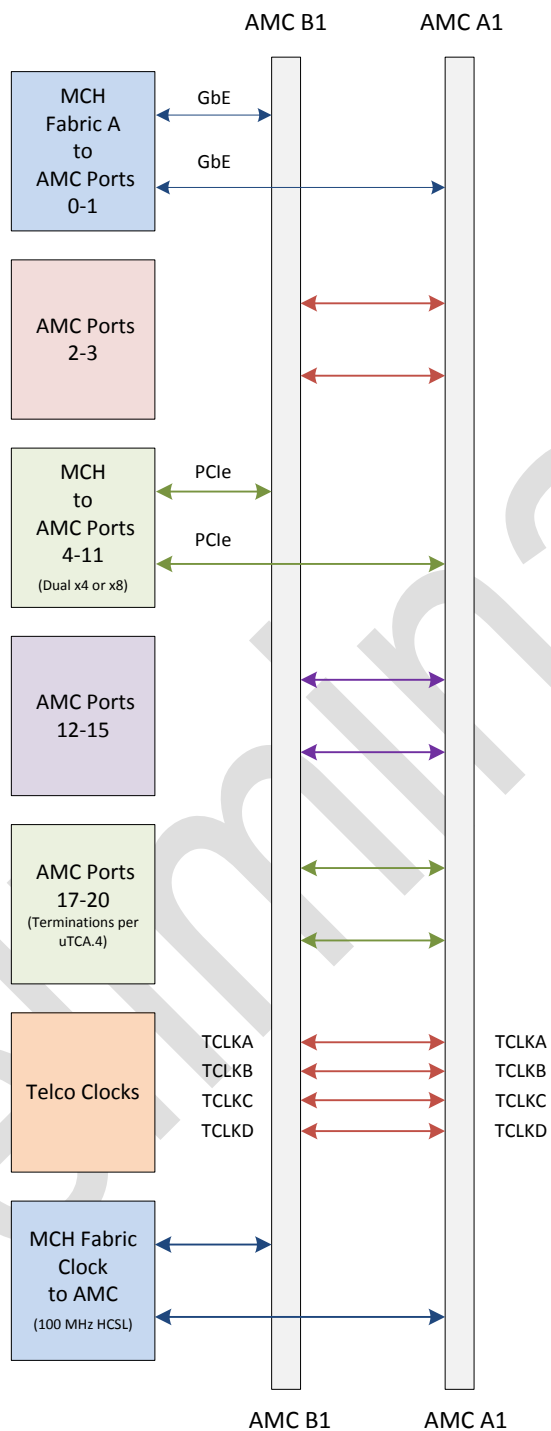 AMC B1
AMC A1
MCH
Fabric A
to
AMC Ports
0-1
GbE
GbE
AMC Ports
2-3
MCH
to
AMC Ports
4-11
(Dual x4 or x8)
PCIe
PCIe
AMC Ports
12-15
AMC Ports
17-20
(Terminations per
uTCA.4)
Telco Clocks
TCLKA
TCLKA
TCLKB
TCLKB
TCLKC
TCLKC
TCLKD
TCLKD
MCH Fabric
Clock
to AMC
(100 MHz HCSL)
AMC B1
AMC A1